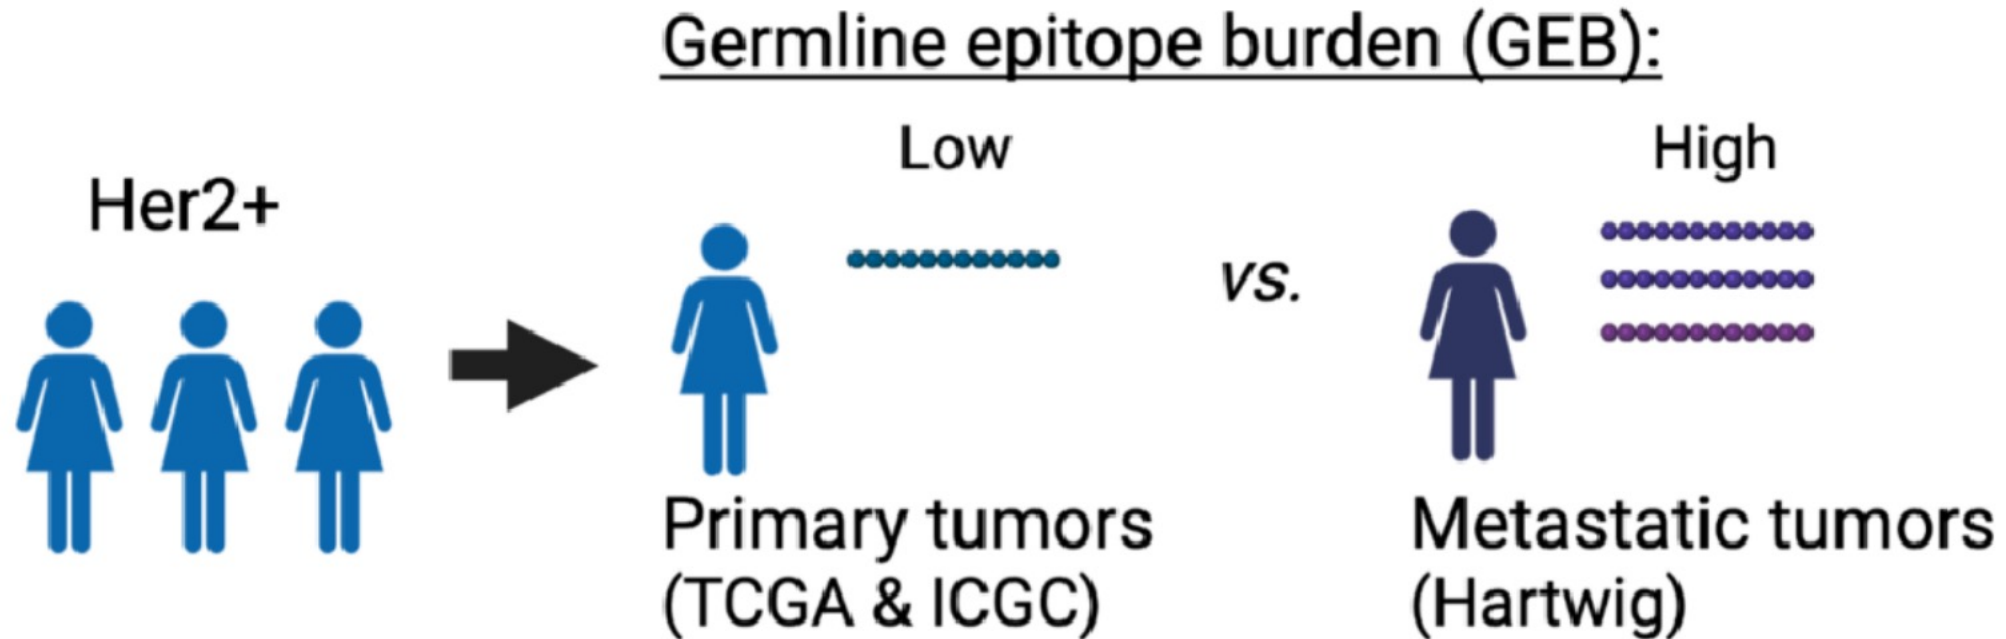 Germline epitope burden (GEB):
Low
High
Her2+
vs.
Primary tumors
(TCGA & ICGC)
Metastatic tumors
(Hartwig)